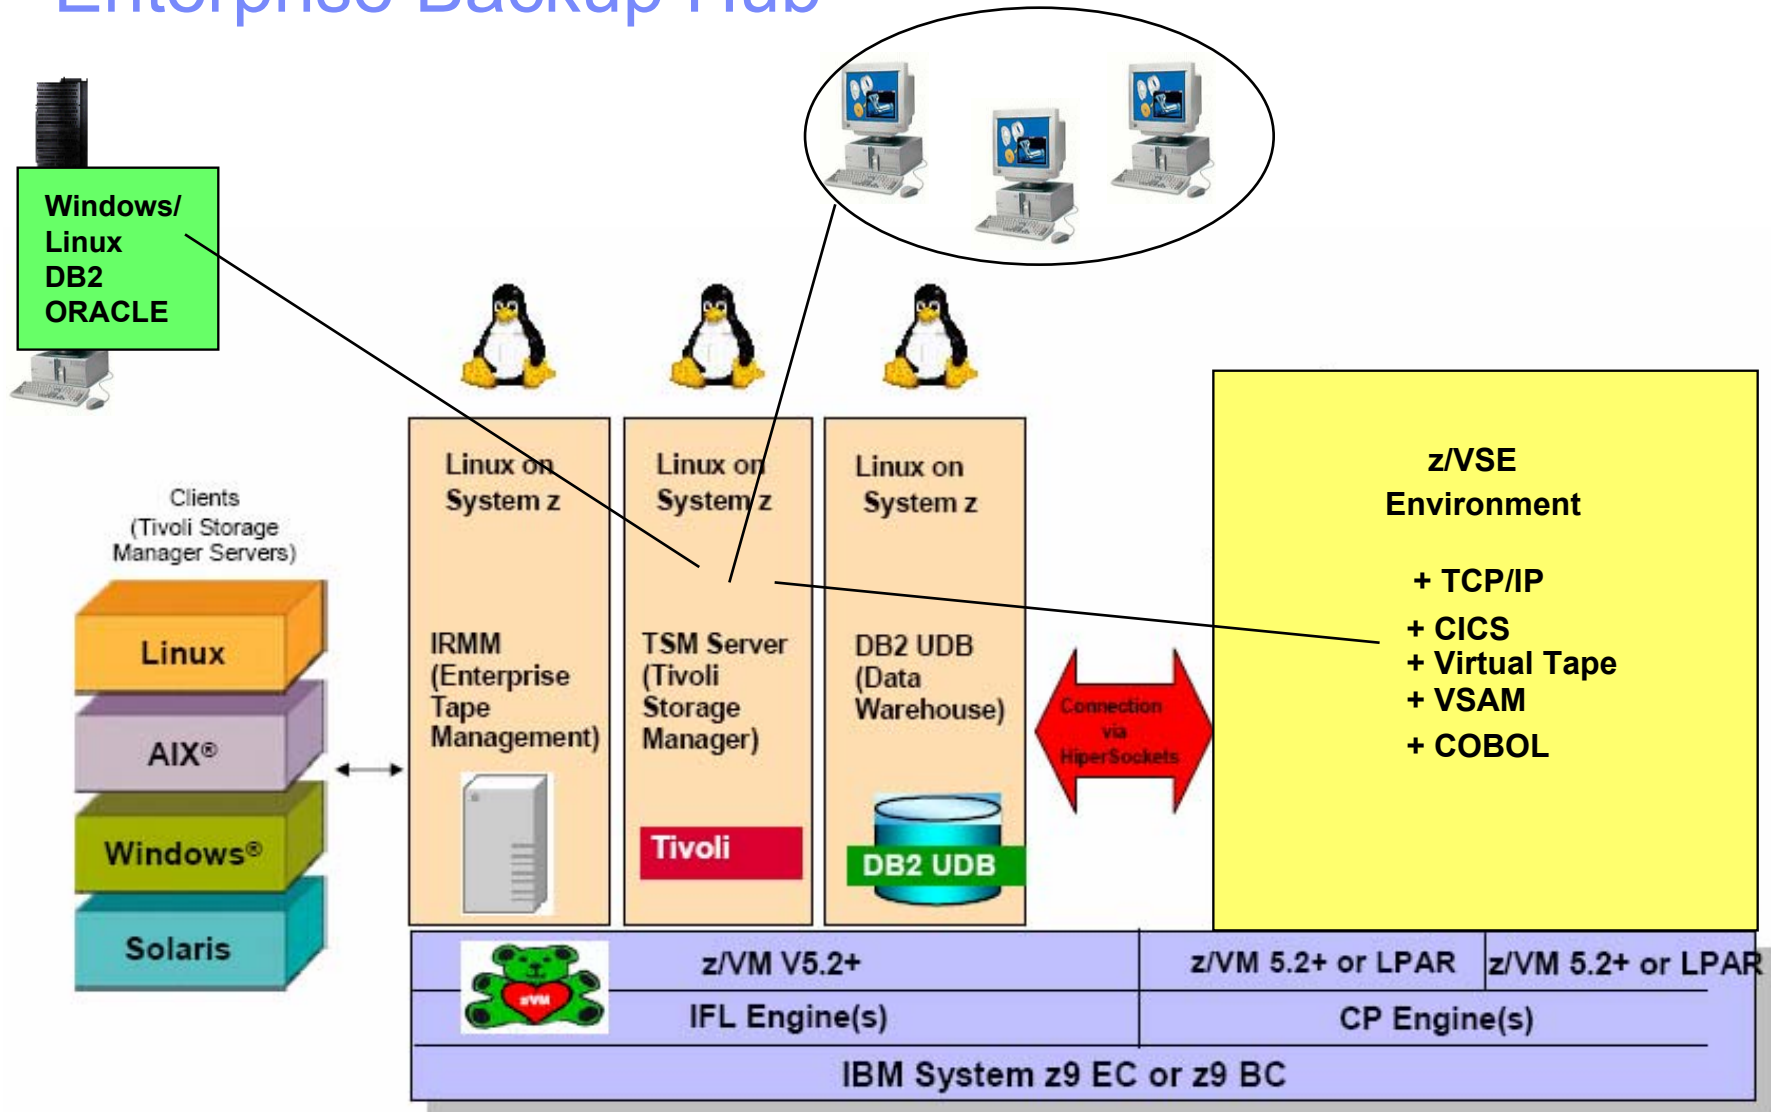 Enterprise Backup Hub
Windows/
Linux
DB2
ORACLE
Clients
(Tivoli Storage
Manager Servers)
Linux
AIX®
Windows®
Solaris
Linux on
System z
IRMM
(Enterprise
Tape
Management)
Linux on
System z
TSM Server
(Tivoli
Storage
Manager)
Tivoli
Linux on
System z
DB2 UDB
(Data
Warehouse)
DB2 UDB
Connection
via
HiperSockets
z/VSE
Environment
+ TCP/IP
+ CICS
+ Virtual Tape
+ VSAM
+ COBOL
zVM
z/VM V5.2+
z/VM 5.2+ or LPAR
z/VM 5.2+ or LPAR
IFL Engine(s)
CP Engine(s)
IBM System z9 EC or z9 BC